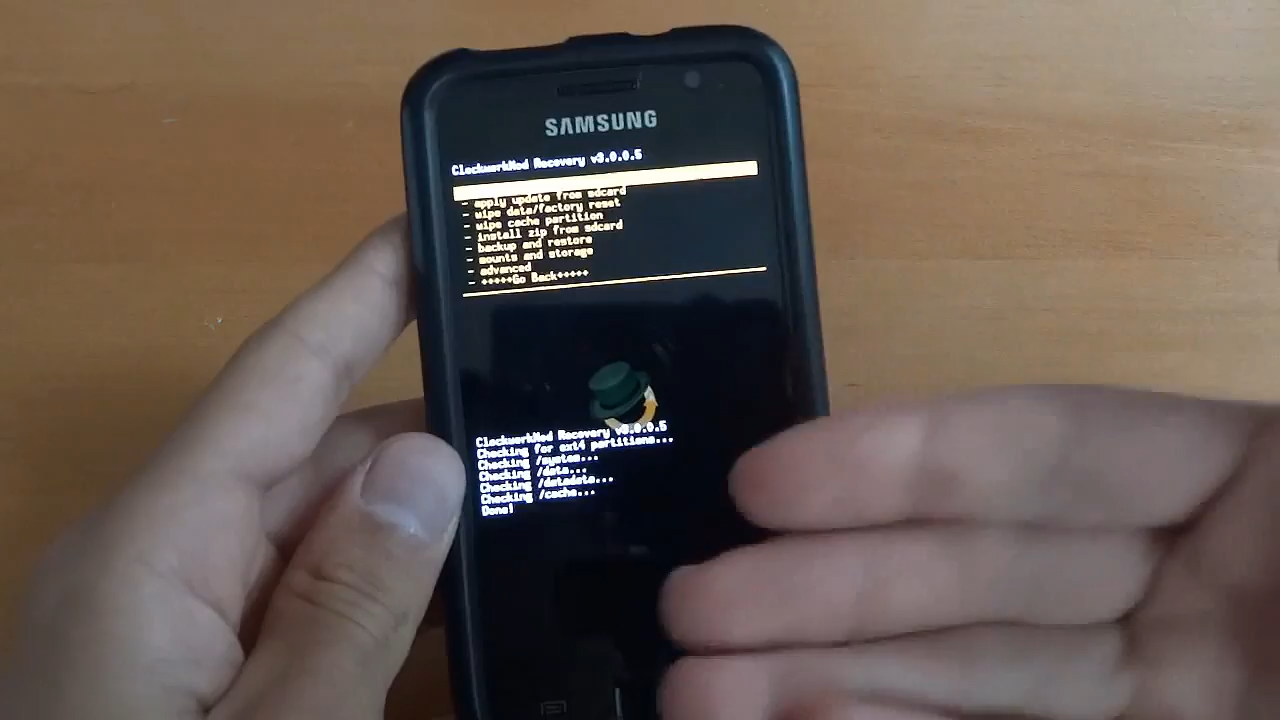 SAMSUNG
ClockworkMod Recovery v3.0.0.5
- apply update from sdcard
- wipe data/factory reset
- wipe cache partition
- install zip from sdcard
- backup and restore
- mounts and storage
- advanced
- +++++Go Back+++++
ClockworkMod Recovery v3.0.0.5
Checking for ext4 partitions...
Checking /system...
Checking /data...
Checking /datadata...
Checking /cache...
Done!